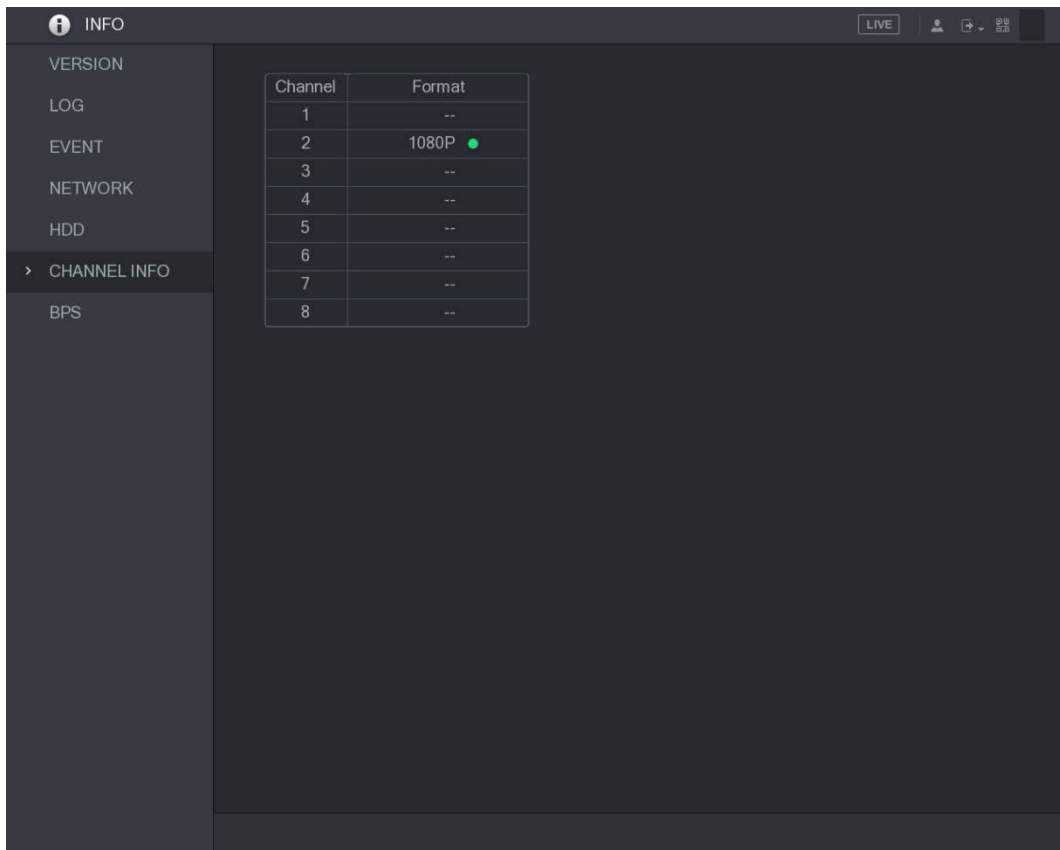 INFO
LIVE
VERSION
LOG
EVENT
NETWORK
HDD
> CHANNEL INFO
BPS
Channel Format
1 --
2 1080P
3 --
4 --
5 --
6 --
7 --
8 --